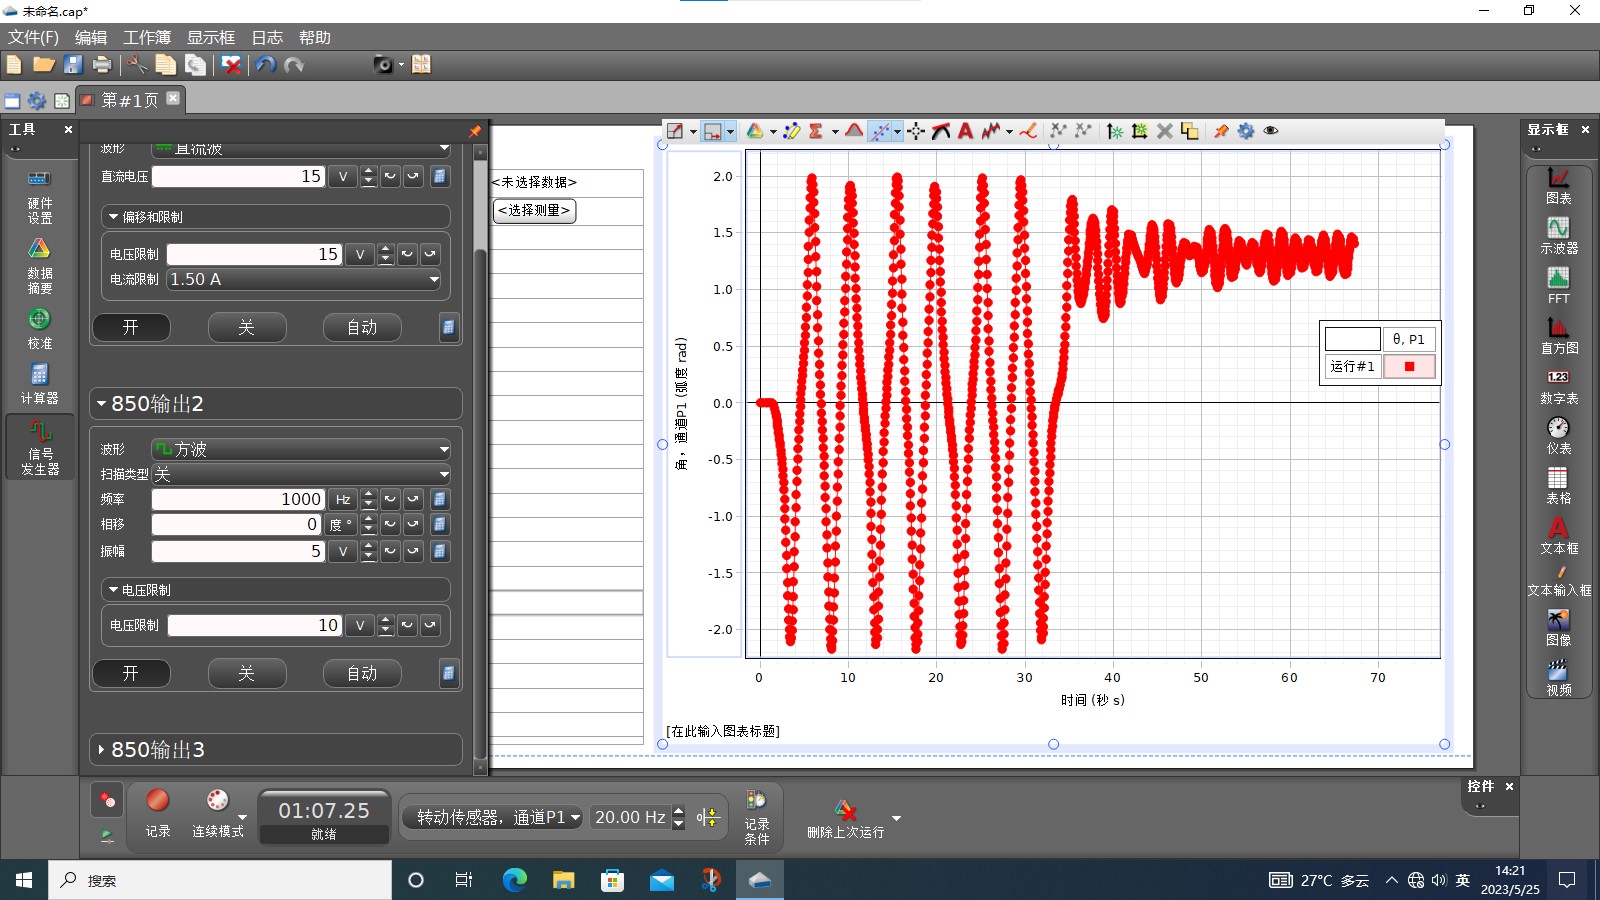 未命名.cap*
文件(F) 编辑 工作簿 显示框 日志 帮助
第#1页
工具
硬件
设置
数据
摘要
校准
计算器
信号
发生器
波形 直流波
直流电压 15 V
偏移和限制
电压限制 15 V
电流限制 1.50 A
开 关 自动
850输出2
波形 方波
扫描类型 关
频率 1000 Hz
相移 0 度 °
振幅 5 V
电压限制
电压限制 10 V
开 关 自动
850输出3
<未选择数据>
<选择测量>
角，通道P1 (弧度 rad)
2.0
1.5
1.0
0.5
0.0
-0.5
-1.0
-1.5
-2.0
0 10 20 30 40 50 60 70
时间 (秒 s)
θ, P1
运行#1
[在此输入图表标题]
显示框
图表
示波器
FFT
直方图
1.23
数字表
仪表
表格
A
文本框
文本输入框
图像
视频
控件
记录
连续模式
01:07.25
就绪
转动传感器，通道P1
20.00 Hz
记录
条件
删除上次运行
搜索
27°C 多云
英
14:21
2023/5/25